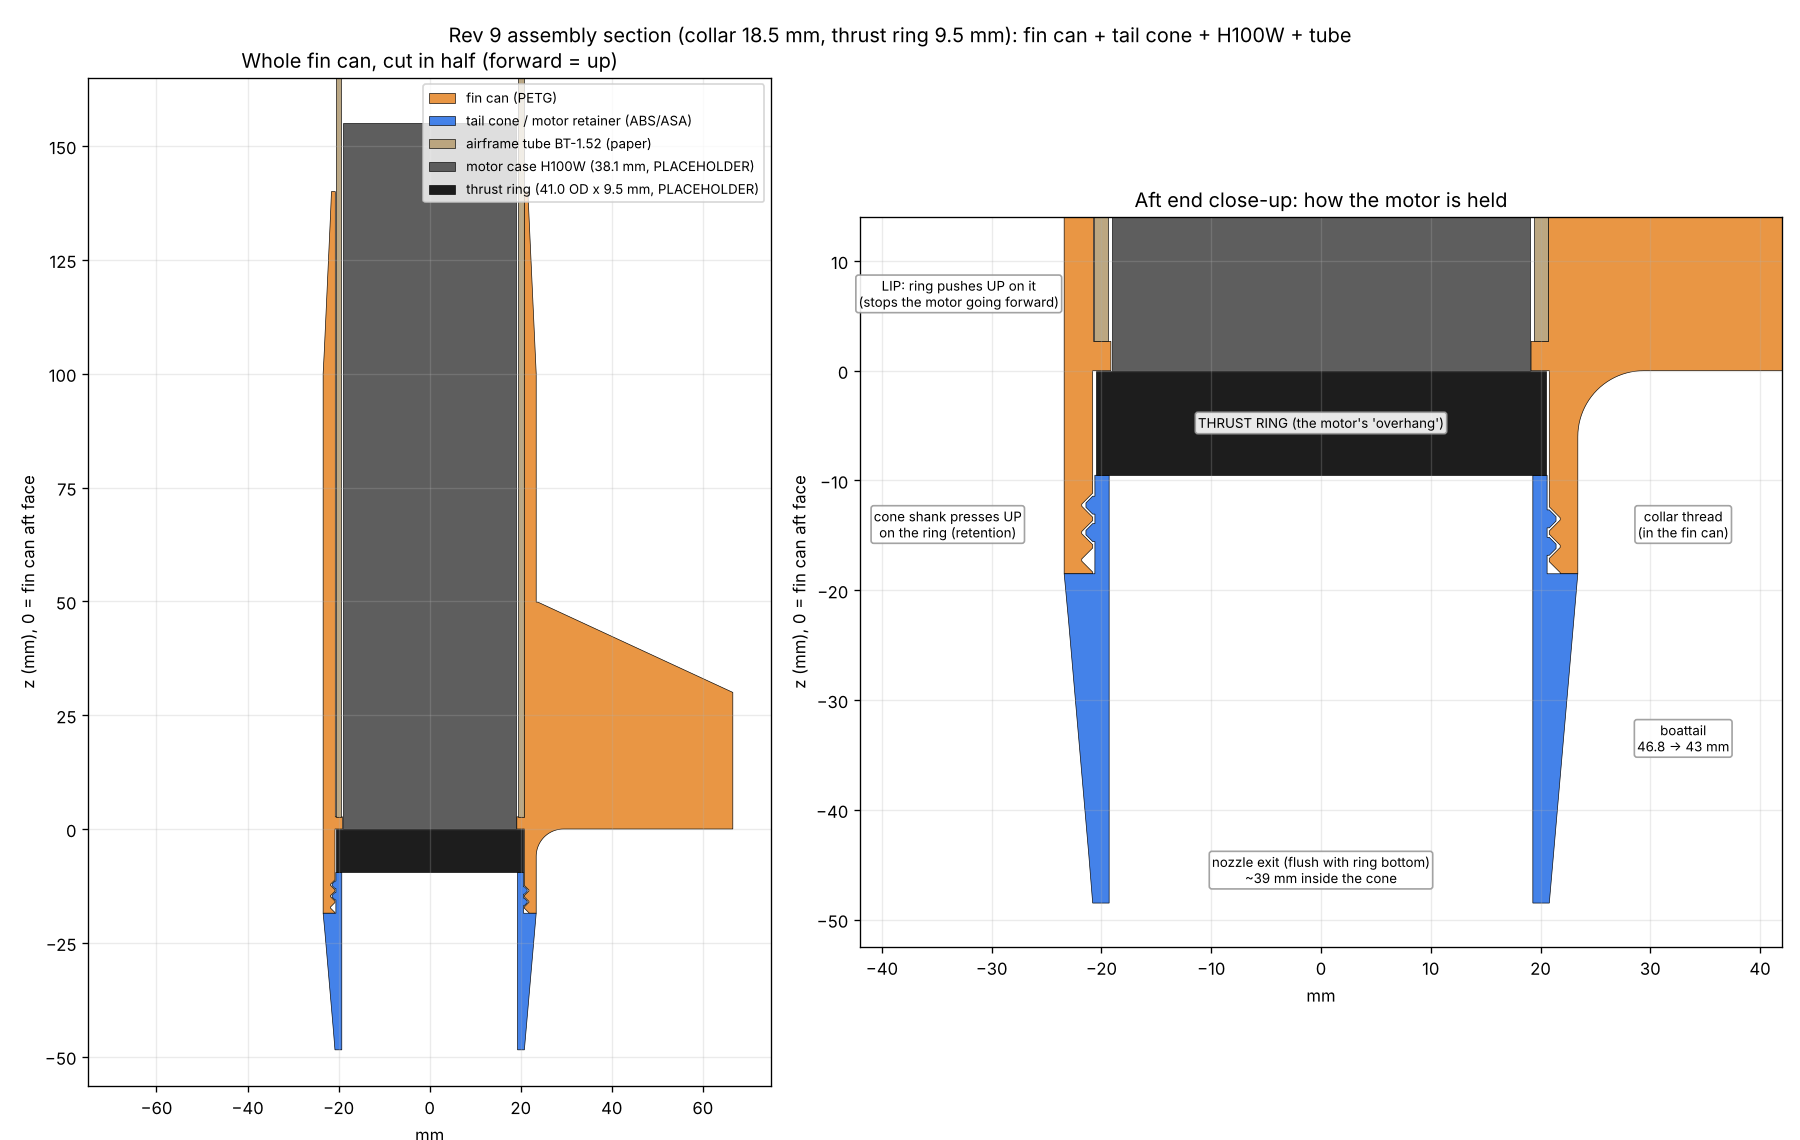 Rev 9 assembly section (collar 18.5 mm, thrust ring 9.5 mm): fin can + tail cone + H100W + tube
Whole fin can, cut in half (forward = up)
fin can (PETG)
tail cone / motor retainer (ABS/ASA)
airframe tube BT-1.52 (paper)
motor case H100W (38.1 mm, PLACEHOLDER)
thrust ring (41.0 OD x 9.5 mm, PLACEHOLDER)
z (mm), 0 = fin can aft face
150
125
100
75
50
25
0
−25
−50
−60 −40 −20 0 20 40 60
mm
Aft end close-up: how the motor is held
z (mm), 0 = fin can aft face
10
0
−10
−20
−30
−40
−50
LIP: ring pushes UP on it
(stops the motor going forward)
THRUST RING (the motor's 'overhang')
cone shank presses UP
on the ring (retention)
collar thread
(in the fin can)
boattail
46.8 → 43 mm
nozzle exit (flush with ring bottom)
~39 mm inside the cone
−40 −30 −20 −10 0 10 20 30 40
mm